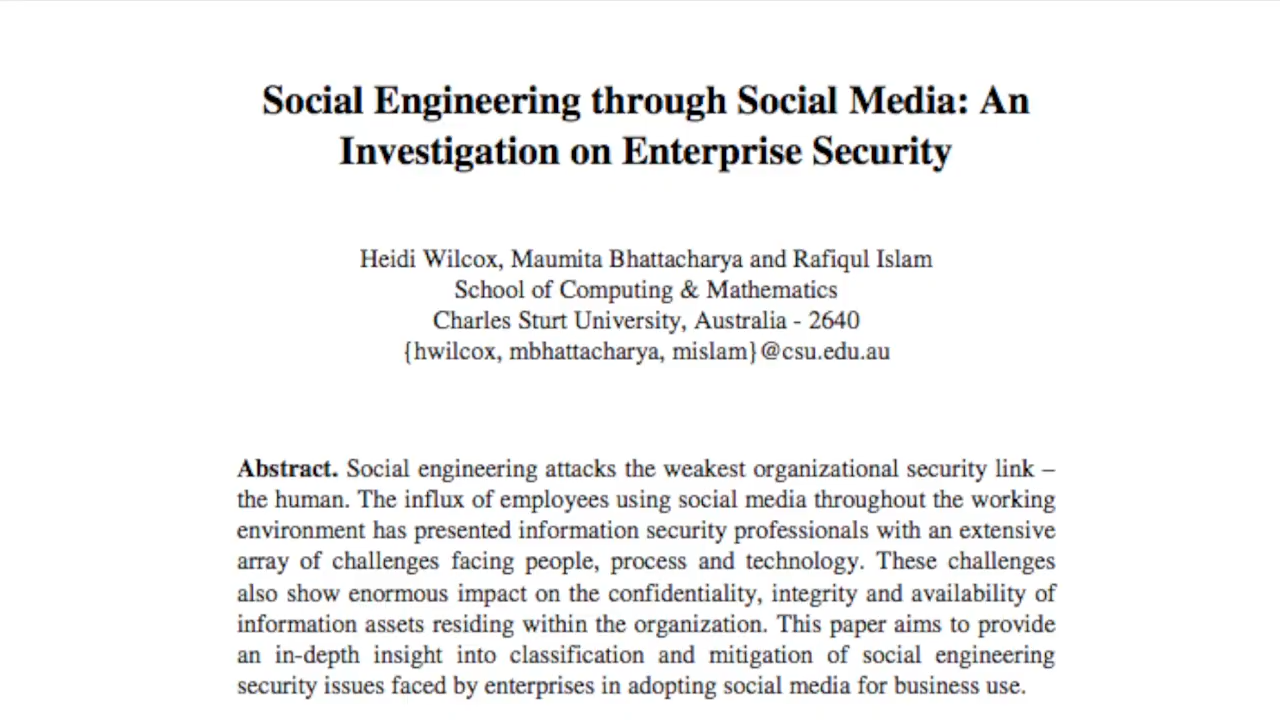 Social Engineering through Social Media: An
Investigation on Enterprise Security
Heidi Wilcox, Maumita Bhattacharya and Rafiqul Islam
School of Computing & Mathematics
Charles Sturt University, Australia - 2640
{hwilcox, mbhattacharya, mislam}@csu.edu.au
Abstract. Social engineering attacks the weakest organizational security link –
the human. The influx of employees using social media throughout the working
environment has presented information security professionals with an extensive
array of challenges facing people, process and technology. These challenges
also show enormous impact on the confidentiality, integrity and availability of
information assets residing within the organization. This paper aims to provide
an in-depth insight into classification and mitigation of social engineering
security issues faced by enterprises in adopting social media for business use.